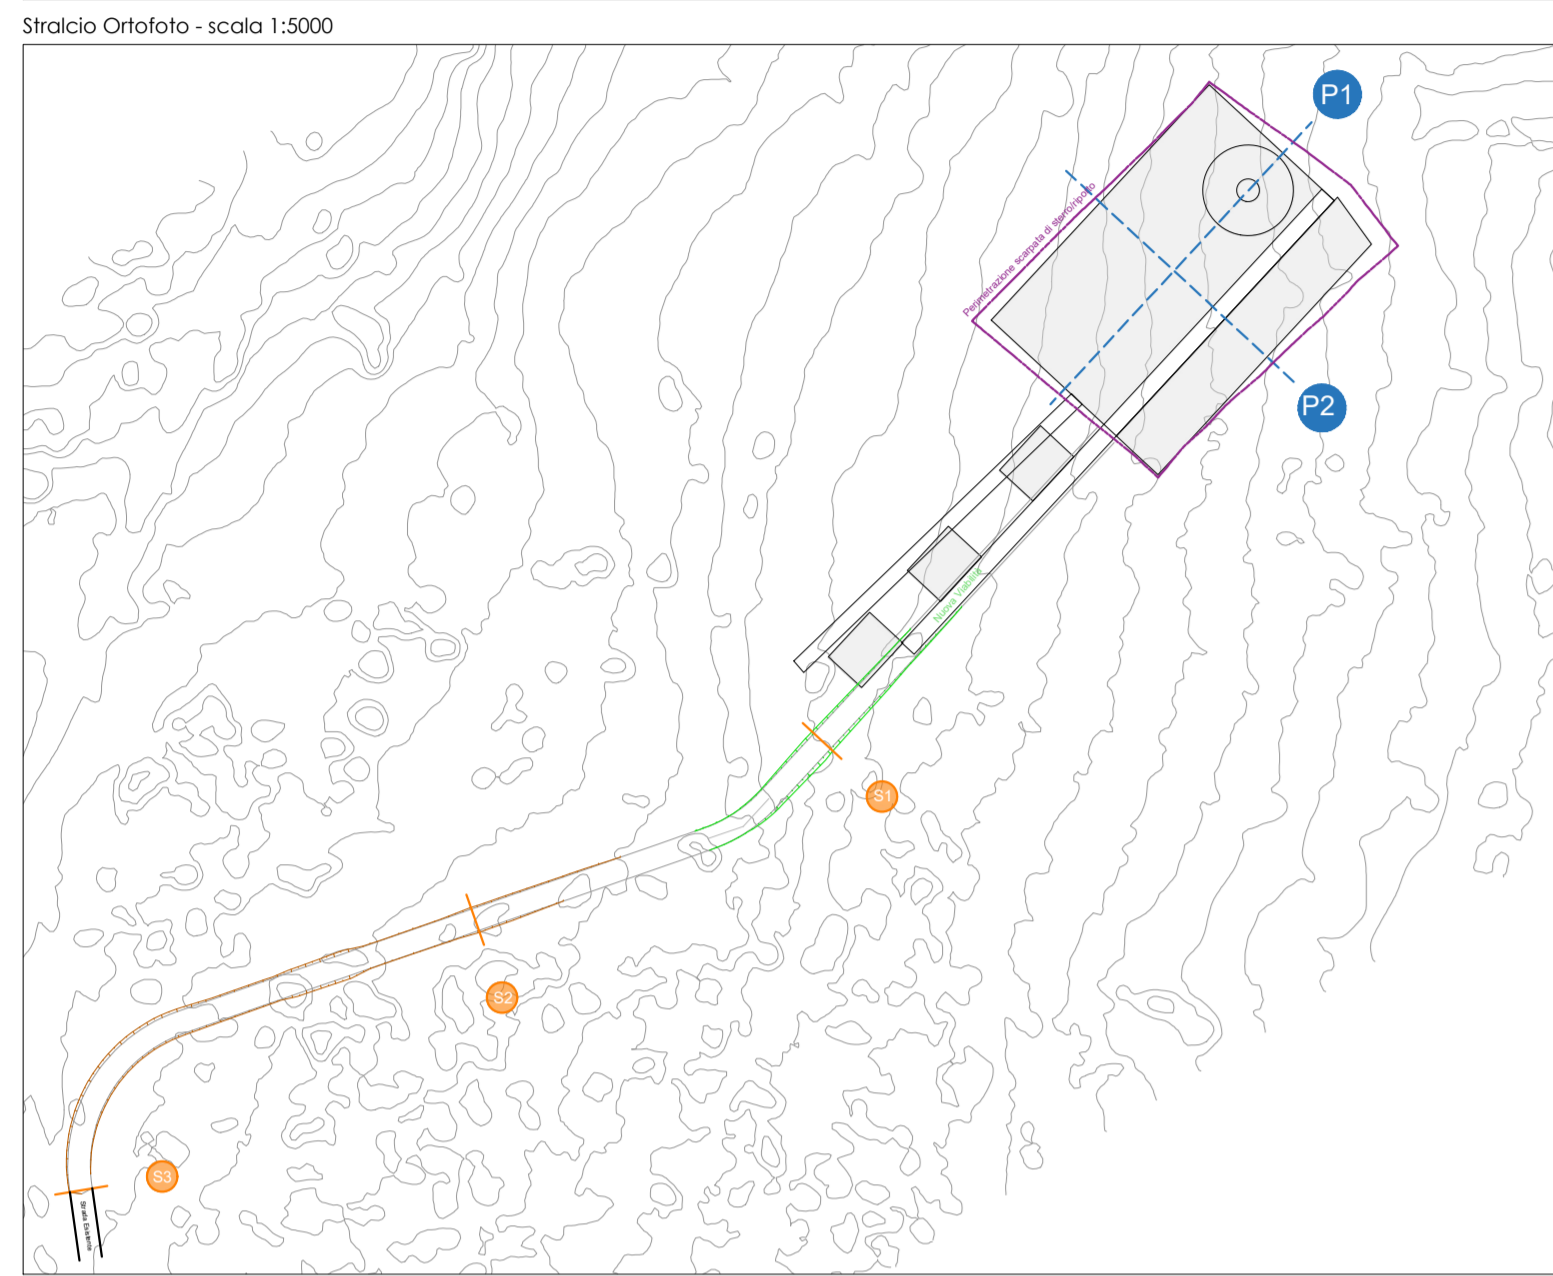 Stralcio Ortofoto - scala 1:5000
P1
Perimetrazione scarpata di sterro/riporto
P2
Nuova Viabilità
S1
S2
S3
Strada Esistente